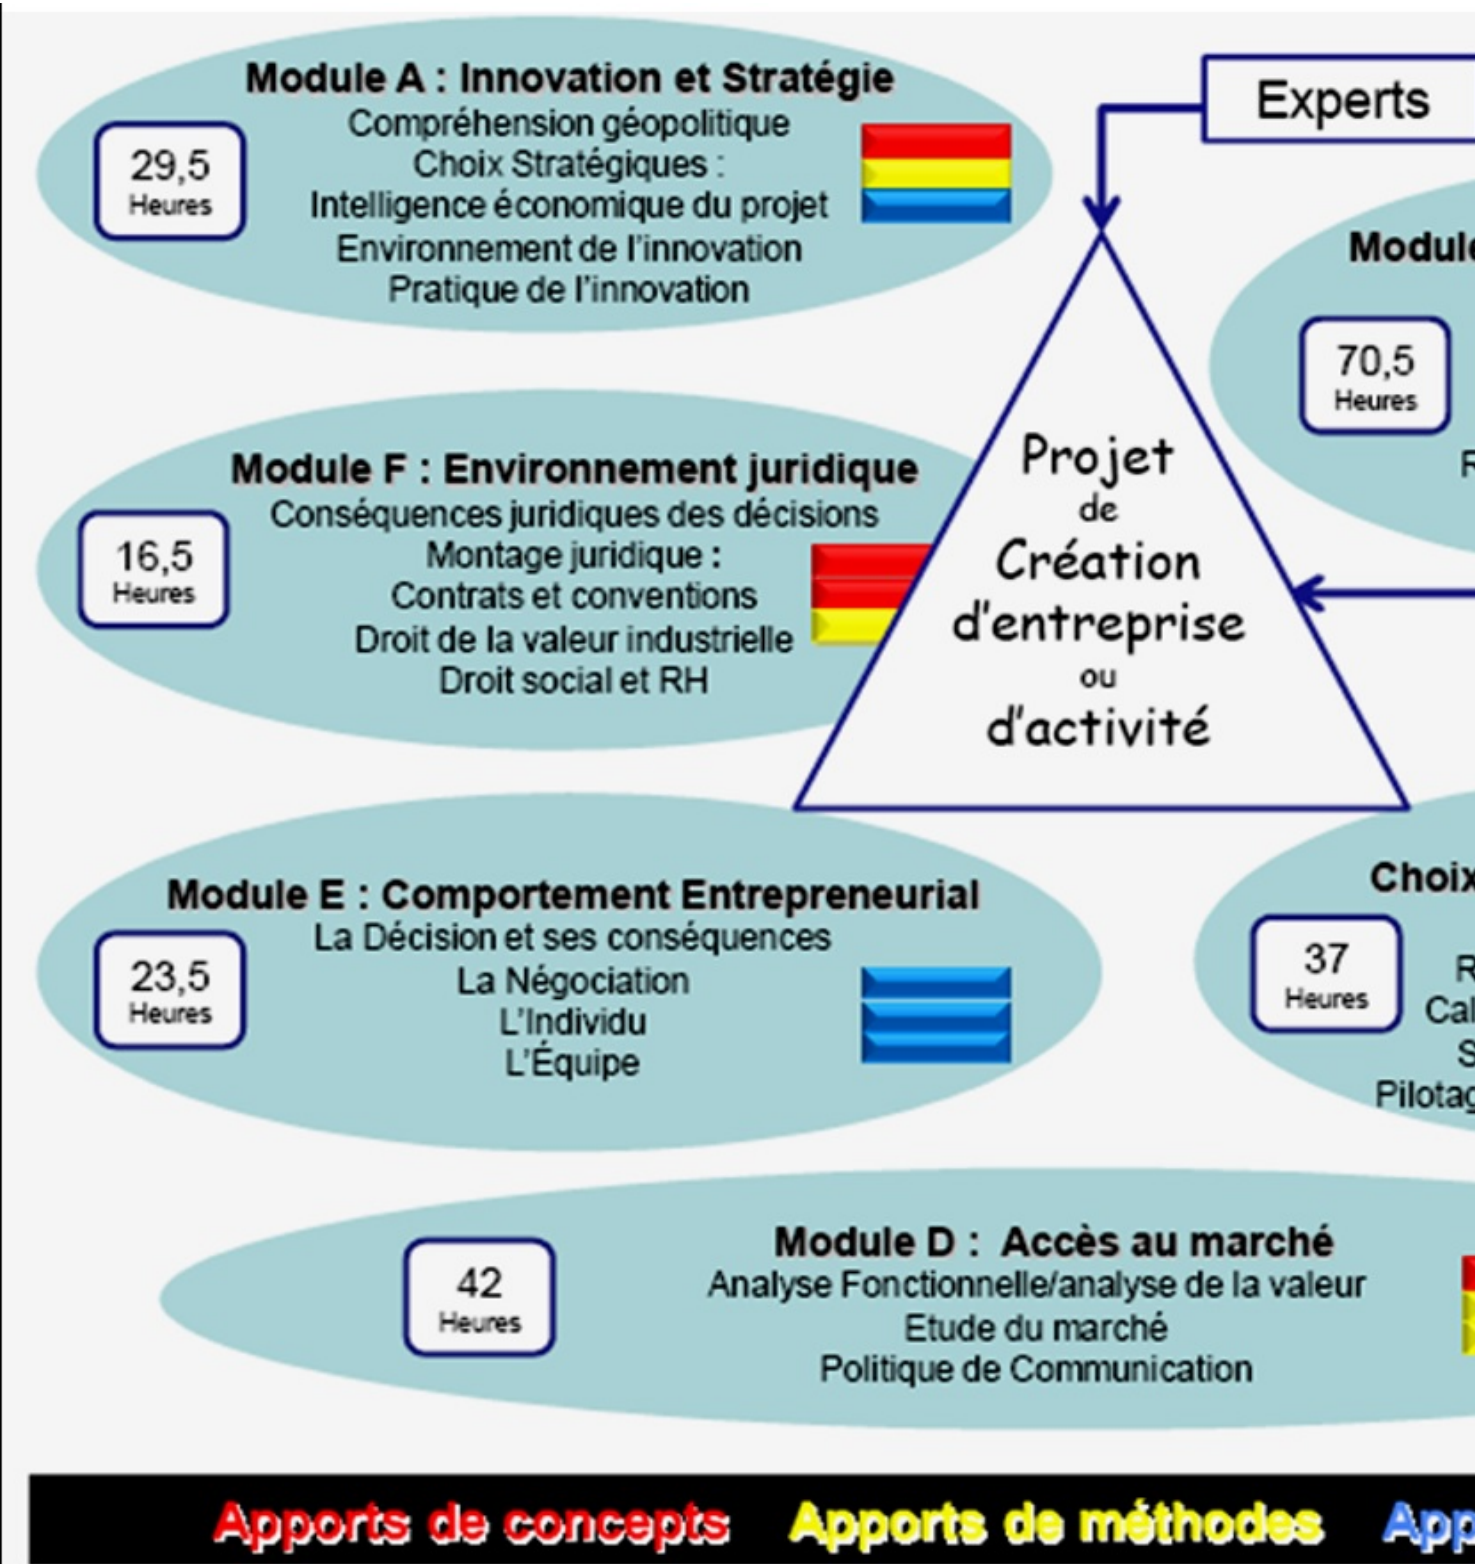 Module A : Innovation et Stratégie
Compréhension géopolitique
Choix Stratégiques :
Intelligence économique du projet
Environnement de l'innovation
Pratique de l'innovation
29,5
Heures
Experts
Module
70,5
Heures
R
Module F : Environnement juridique
Conséquences juridiques des décisions
Montage juridique :
Contrats et conventions
Droit de la valeur industrielle
Droit social et RH
16,5
Heures
Projet
de
Création
d'entreprise
ou
d'activité
Module E : Comportement Entrepreneurial
La Décision et ses conséquences
La Négociation
L'Individu
L'Équipe
23,5
Heures
Choix
37
Heures
R
Cal
S
Pilotag
Module D : Accès au marché
Analyse Fonctionnelle/analyse de la valeur
Etude du marché
Politique de Communication
42
Heures
Apports de concepts Apports de méthodes App